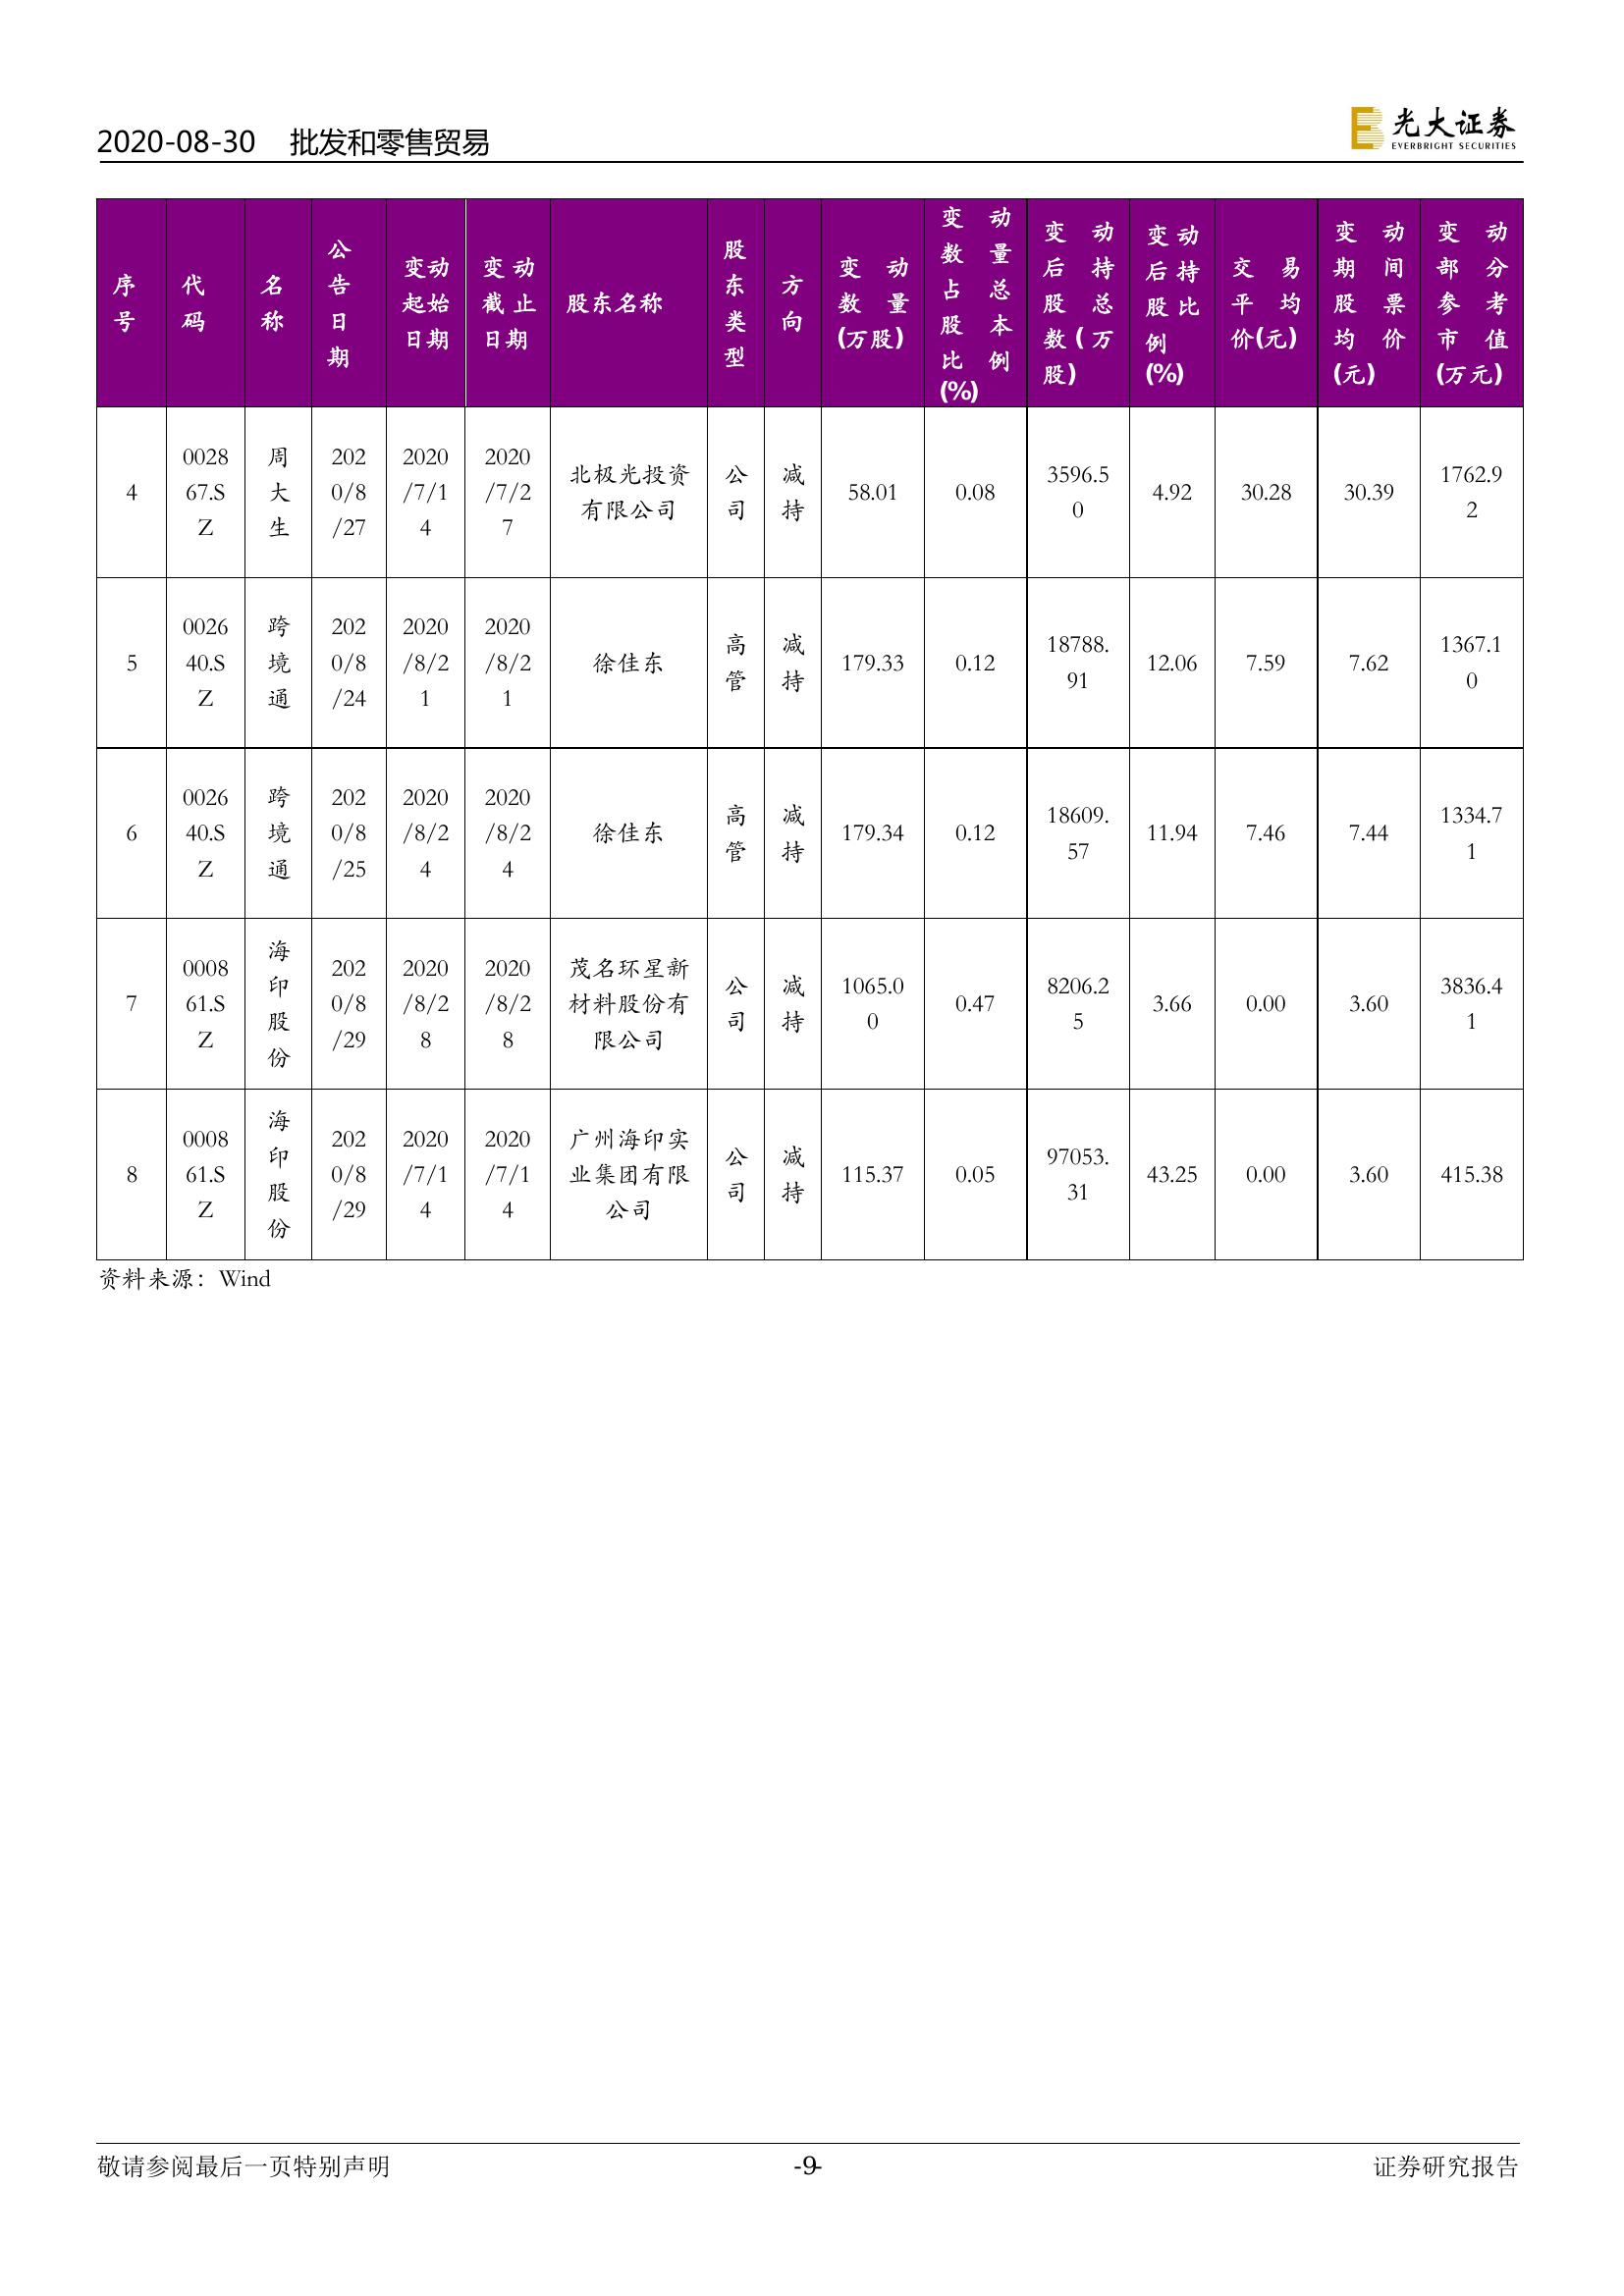 2020-08-30 批发和零售贸易
光大证券
EVERBRIGHT SECURITIES
序号 代码 名称 公告日期 变动起始日期 变动截止日期 股东名称 股东类型 方向 变动数量(万股) 变动数量占总股本比例(%) 变动后持股总数(万股) 变动后持股比例(%) 交易平均价(元) 变动期间股票均价(元) 变动部分参考市值(万元)
4 002867.SZ 周大生 2020/8/27 2020/7/14 2020/7/27 北极光投资有限公司 公司 减持 58.01 0.08 3596.50 4.92 30.28 30.39 1762.92
5 002640.SZ 跨境通 2020/8/24 2020/8/21 2020/8/21 徐佳东 高管 减持 179.33 0.12 18788.91 12.06 7.59 7.62 1367.10
6 002640.SZ 跨境通 2020/8/25 2020/8/24 2020/8/24 徐佳东 高管 减持 179.34 0.12 18609.57 11.94 7.46 7.44 1334.71
7 000861.SZ 海印股份 2020/8/29 2020/8/28 2020/8/28 茂名环星新材料股份有限公司 公司 减持 1065.00 0.47 8206.25 3.66 0.00 3.60 3836.41
8 000861.SZ 海印股份 2020/8/29 2020/7/14 2020/7/14 广州海印实业集团有限公司 公司 减持 115.37 0.05 97053.31 43.25 0.00 3.60 415.38
资料来源：Wind
敬请参阅最后一页特别声明 -9- 证券研究报告